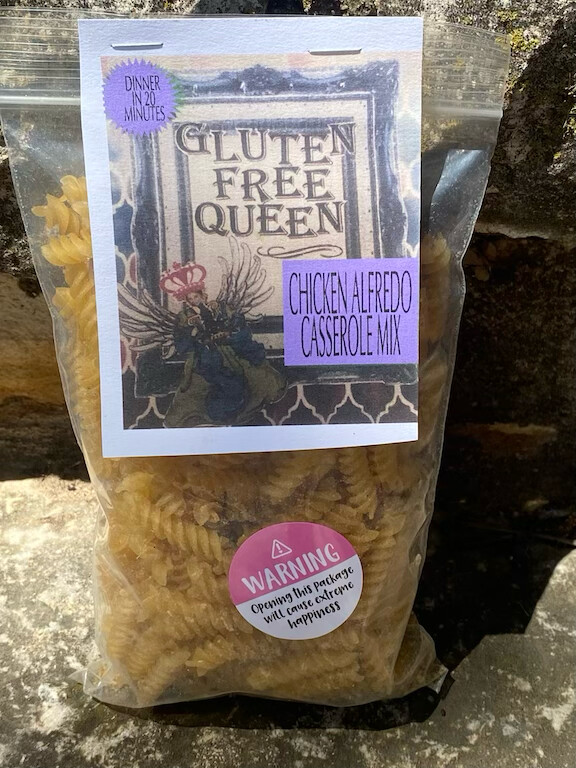 DINNER
IN 20
MINUTES
GLUTEN
FREE
QUEEN
CHICKEN ALFREDO
CASSEROLE MIX
WARNING
Opening this package
will cause extreme
happiness